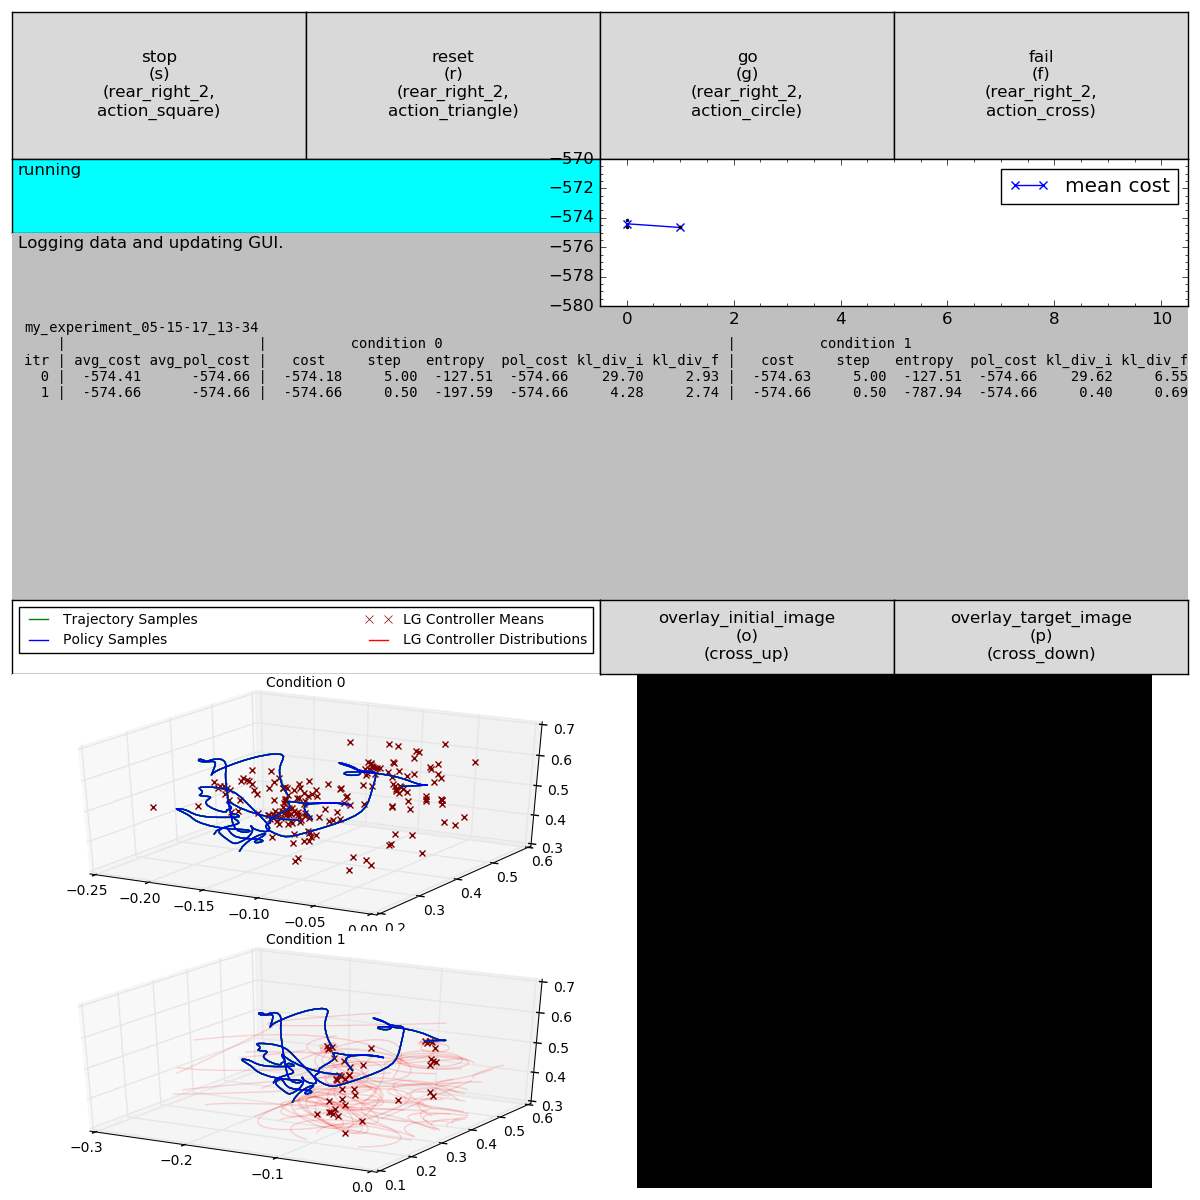 stop
(s)
(rear_right_2,
action_square)
reset
(r)
(rear_right_2,
action_triangle)
go
(g)
(rear_right_2,
action_circle)
fail
(f)
(rear_right_2,
action_cross)
running
−570
−572
−574
−576
−578
−580
mean cost
0 2 4 6 8 10
Logging data and updating GUI.
my_experiment_05-15-17_13-34
| | condition 0 | condition 1
itr | avg_cost avg_pol_cost | cost step entropy pol_cost kl_div_i kl_div_f | cost step entropy pol_cost kl_div_i kl_div_f
0 | -574.41 -574.66 | -574.18 5.00 -127.51 -574.66 29.70 2.93 | -574.63 5.00 -127.51 -574.66 29.62 6.55
1 | -574.66 -574.66 | -574.66 0.50 -197.59 -574.66 4.28 2.74 | -574.66 0.50 -787.94 -574.66 0.40 0.69
Trajectory Samples
Policy Samples
LG Controller Means
LG Controller Distributions
overlay_initial_image
(o)
(cross_up)
overlay_target_image
(p)
(cross_down)
Condition 0
0.7
0.6
0.5
0.4
0.3
0.6
0.5
0.4
0.3
0.2
−0.25 −0.20 −0.15 −0.10 −0.05 0.00
Condition 1
0.7
0.6
0.5
0.4
0.3
0.6
0.5
0.4
0.3
0.2
0.1
−0.3 −0.2 −0.1 0.0